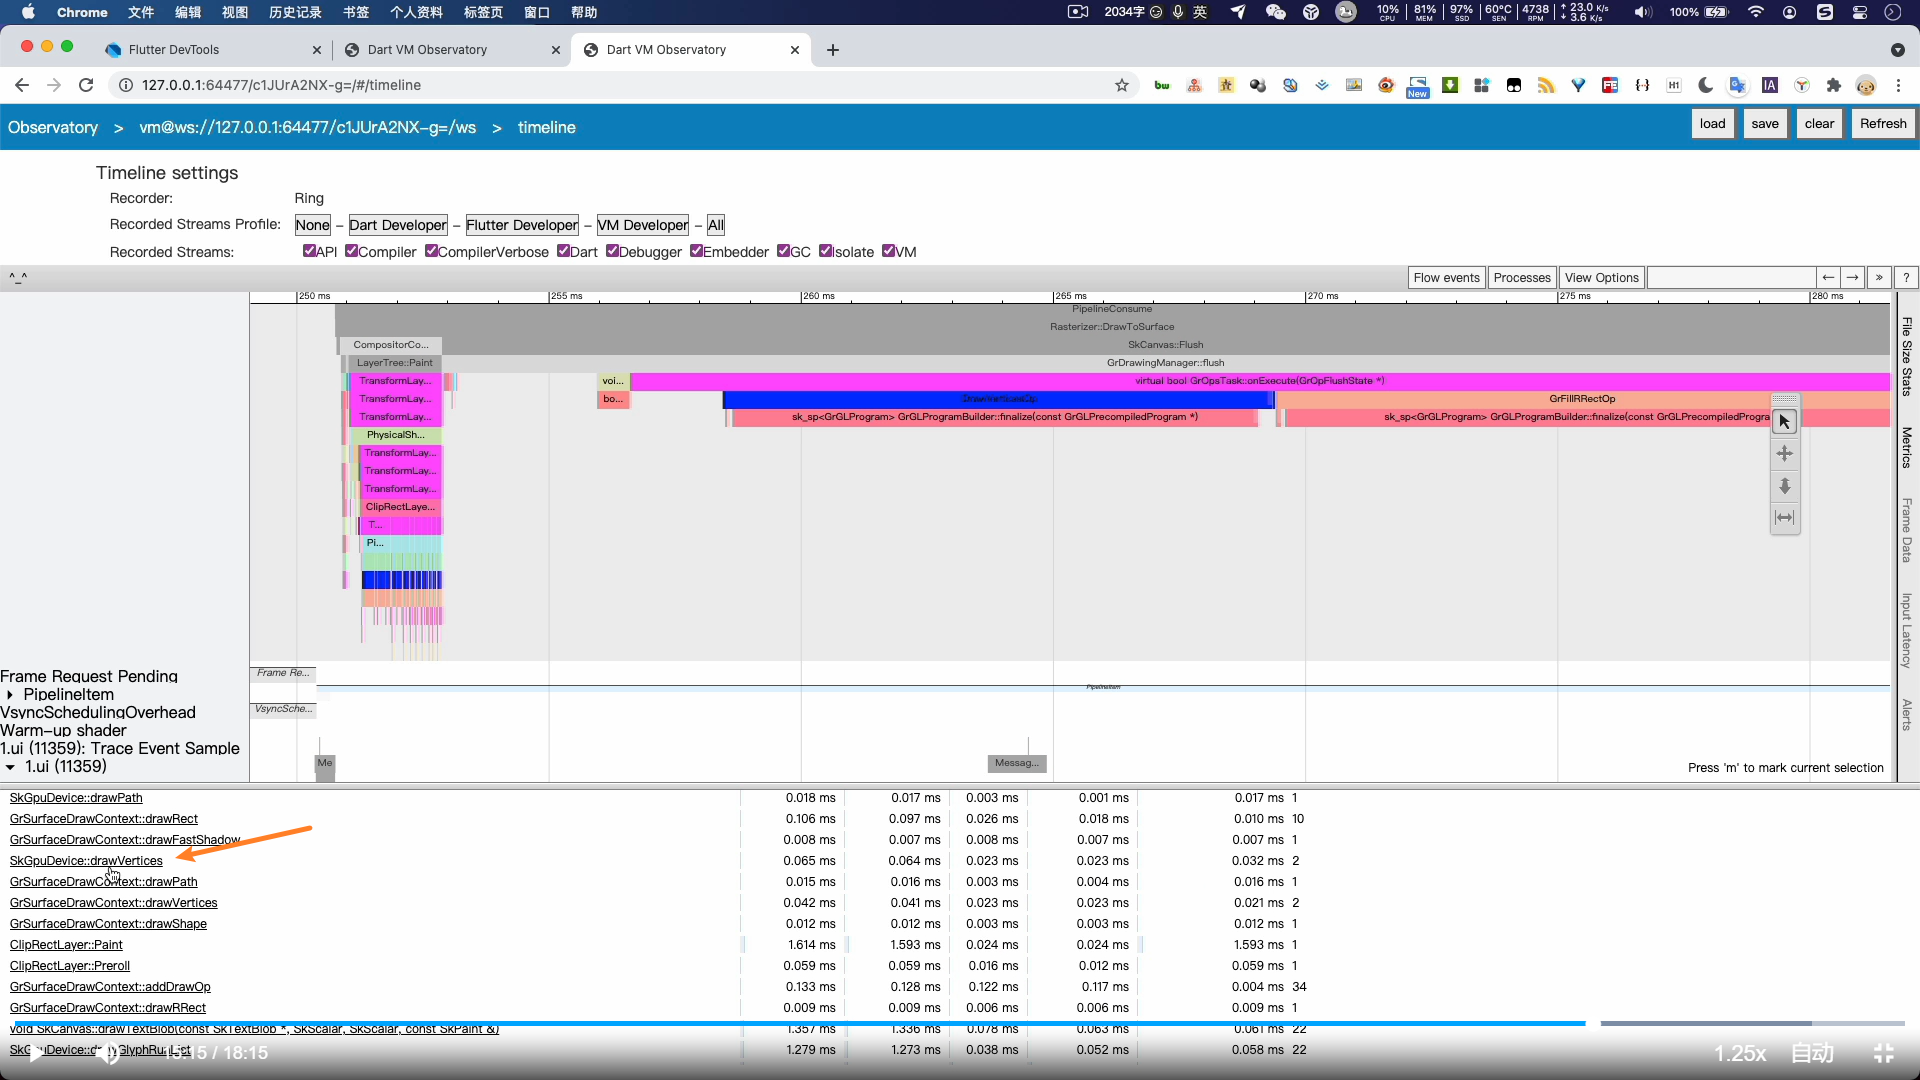 Chrome 文件 编辑 视图 历史记录 书签 个人资料 标签页 窗口 帮助 2034字 英 10% CPU 81% MEM 97% SSD 60°C SEN 4738 RPM 23.0 K/s 3.6 K/s 100%
Flutter DevTools Dart VM Observatory Dart VM Observatory
127.0.0.1:64477/c1JUrA2NX-g=/#/timeline
bw New H1 IA
Observatory > vm@ws://127.0.0.1:64477/c1JUrA2NX-g=/ws > timeline load save clear Refresh
Timeline settings
Recorder: Ring
Recorded Streams Profile: None - Dart Developer - Flutter Developer - VM Developer - All
Recorded Streams: API Compiler CompilerVerbose Dart Debugger Embedder GC Isolate VM
^_^ Flow events Processes View Options ← → » ?
250 ms 255 ms 260 ms 265 ms 270 ms 275 ms 280 ms
PipelineConsume
Rasterizer::DrawToSurface
CompositorCo... SkCanvas::Flush
LayerTree::Paint GrDrawingManager::flush
TransformLay... voi... virtual bool GrOpsTask::onExecute(GrOpFlushState *)
TransformLay... bo... DrawVerticesOp GrFillRRectOp
TransformLay... sk_sp<GrGLProgram> GrGLProgramBuilder::finalize(const GrGLPrecompiledProgram *) sk_sp<GrGLProgram> GrGLProgramBuilder::finalize(const GrGLPrecompiledProgra
PhysicalSh...
TransformLay...
TransformLay...
TransformLay...
ClipRectLaye...
T...
Pi...
File Size Stats
Metrics
Frame Data
Input Latency
Alerts
Frame Request Pending Frame Re...
PipelineItem PipelineItem
VsyncSchedulingOverhead VsyncSche...
Warm-up shader
1.ui (11359): Trace Event Sample
1.ui (11359) Me Messag... Press 'm' to mark current selection
SkGpuDevice::drawPath 0.018 ms 0.017 ms 0.003 ms 0.001 ms 0.017 ms 1
GrSurfaceDrawContext::drawRect 0.106 ms 0.097 ms 0.026 ms 0.018 ms 0.010 ms 10
GrSurfaceDrawContext::drawFastShadow 0.008 ms 0.007 ms 0.008 ms 0.007 ms 0.007 ms 1
SkGpuDevice::drawVertices 0.065 ms 0.064 ms 0.023 ms 0.023 ms 0.032 ms 2
GrSurfaceDrawContext::drawPath 0.015 ms 0.016 ms 0.003 ms 0.004 ms 0.016 ms 1
GrSurfaceDrawContext::drawVertices 0.042 ms 0.041 ms 0.023 ms 0.023 ms 0.021 ms 2
GrSurfaceDrawContext::drawShape 0.012 ms 0.012 ms 0.003 ms 0.003 ms 0.012 ms 1
ClipRectLayer::Paint 1.614 ms 1.593 ms 0.024 ms 0.024 ms 1.593 ms 1
ClipRectLayer::Preroll 0.059 ms 0.059 ms 0.016 ms 0.012 ms 0.059 ms 1
GrSurfaceDrawContext::addDrawOp 0.133 ms 0.128 ms 0.122 ms 0.117 ms 0.004 ms 34
GrSurfaceDrawContext::drawRRect 0.009 ms 0.009 ms 0.006 ms 0.006 ms 0.009 ms 1
void SkCanvas::drawTextBlob(const SkTextBlob *, SkScalar, SkScalar, const SkPaint &) 1.357 ms 1.336 ms 0.078 ms 0.063 ms 0.061 ms 22
SkGpuDevice::drawGlyphRunList 1.279 ms 1.273 ms 0.038 ms 0.052 ms 0.058 ms 22
15:15 / 18:15 1.25x 自动